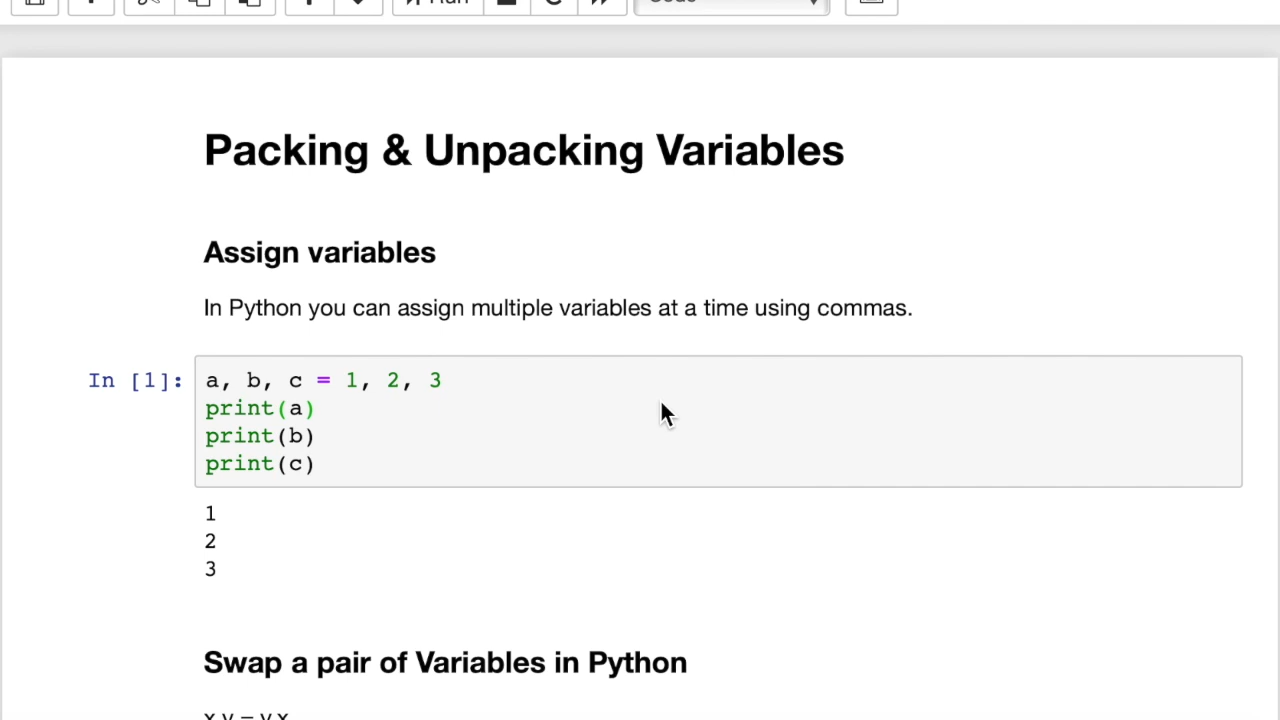 Packing & Unpacking Variables
Assign variables
In Python you can assign multiple variables at a time using commas.
In [1]: a, b, c = 1, 2, 3
print(a)
print(b)
print(c)
1
2
3
Swap a pair of Variables in Python